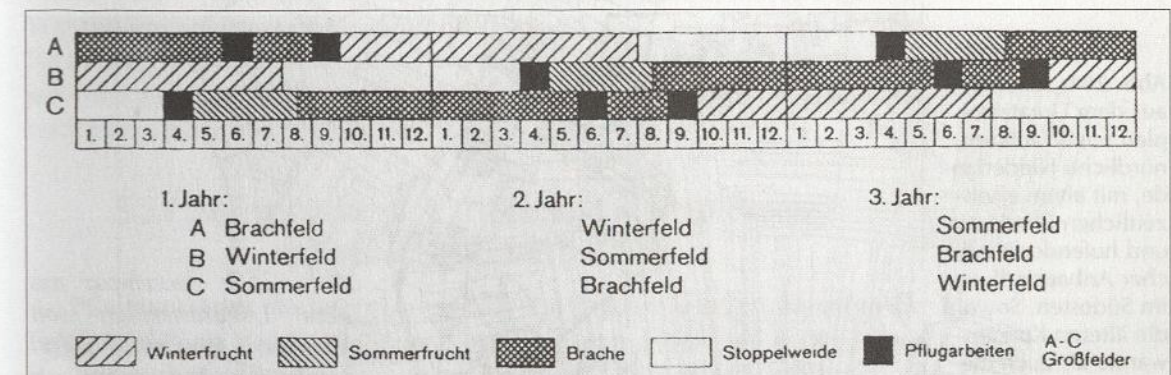 A
B
C
1. 2. 3. 4. 5. 6. 7. 8. 9. 10. 11. 12. 1. 2. 3. 4. 5. 6. 7. 8. 9. 10. 11. 12. 1. 2. 3. 4. 5. 6. 7. 8. 9. 10. 11. 12.
1. Jahr: 2. Jahr: 3. Jahr:
A Brachfeld Winterfeld Sommerfeld
B Winterfeld Sommerfeld Brachfeld
C Sommerfeld Brachfeld Winterfeld
Winterfrucht Sommerfrucht Brache Stoppelweide Pflugarbeiten A-C
Großfelder